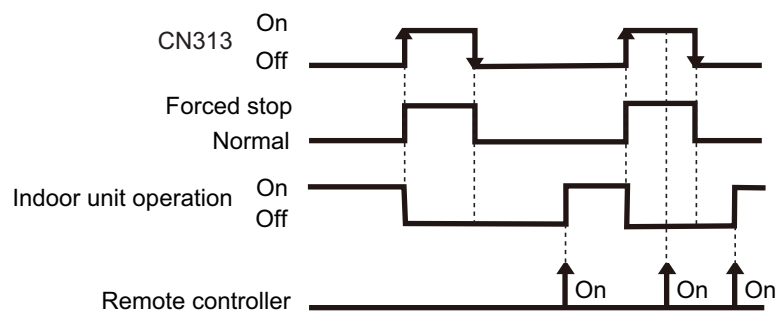 CN313 On
Off
Forced stop
Normal
Indoor unit operation On
Off
Remote controller On On On